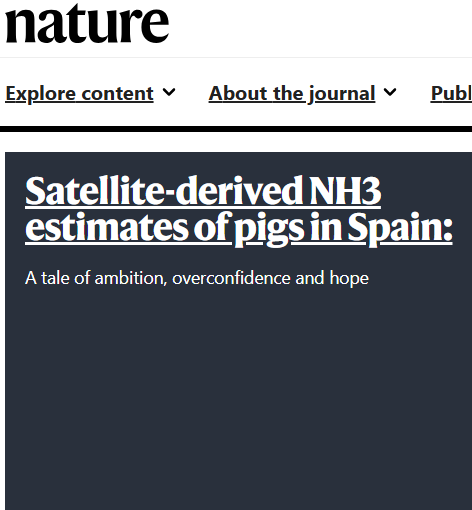 nature
Explore content
About the journal
Publ
Satellite-derived NH3
estimates of pigs in Spain:
A tale of ambition, overconfidence and hope